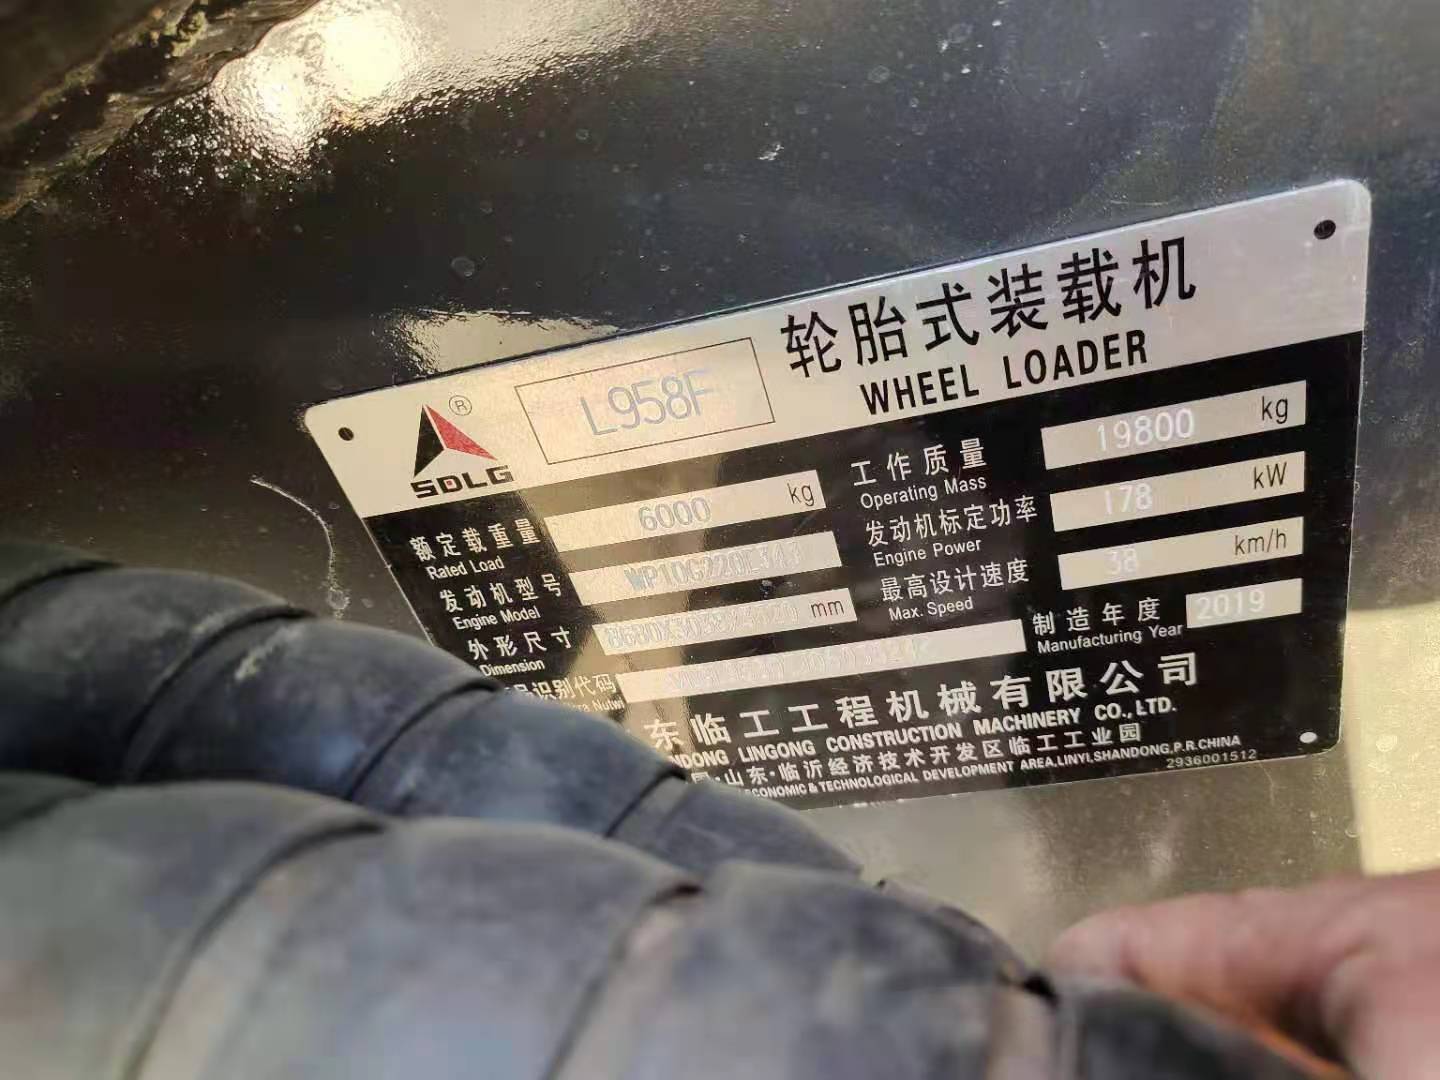 轮胎式装载机
WHEEL LOADER
L958F
®
SDLG
额定载重量 6000 kg
Rated Load
工作质量 19800 kg
Operating Mass
发动机型号
Engine Model
发动机标定功率 178 kW
Engine Power
外形尺寸 mm
Dimension
最高设计速度 38 km/h
Max. Speed
识别代码
制造年度 2019
Manufacturing Year
东临工工程机械有限公司
NDONG LINGONG CONSTRUCTION MACHINERY CO.,LTD.
·山东·临沂经济技术开发区临工工业园
ECONOMIC & TECHNOLOGICAL DEVELOPMENT AREA,LINYI,SHANDONG,P.R.CHINA
2936001512